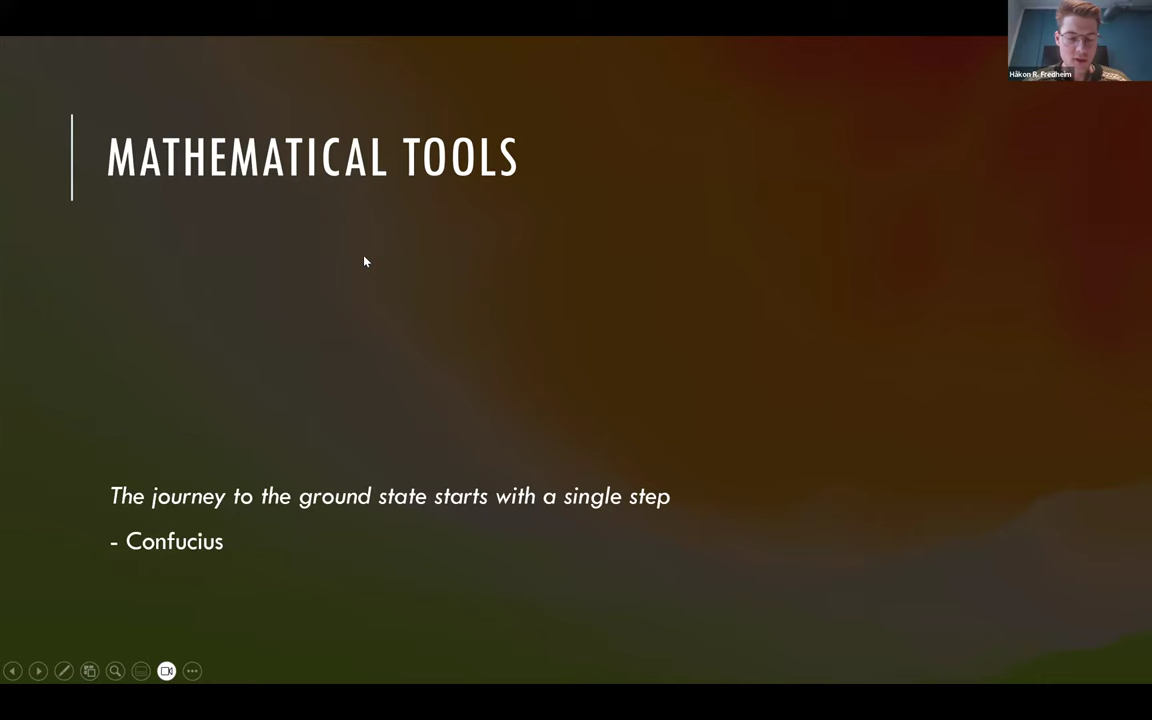 Håkon R. Fredheim
MATHEMATICAL TOOLS
The journey to the ground state starts with a single step
- Confucius